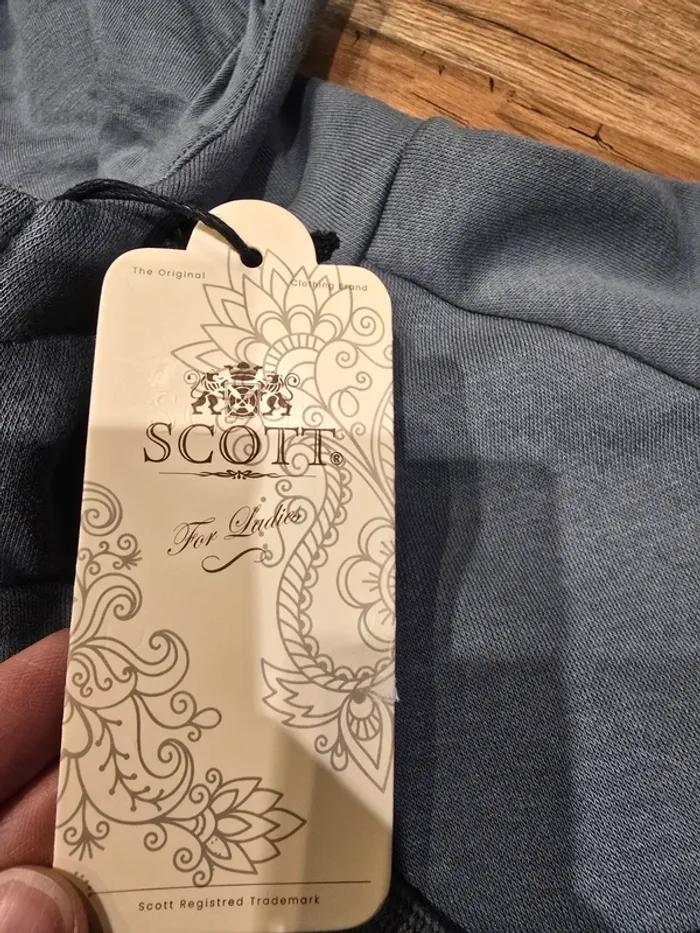 The Original Clothing Brand
SCOTT®
For Ladies
Scott Registred Trademark